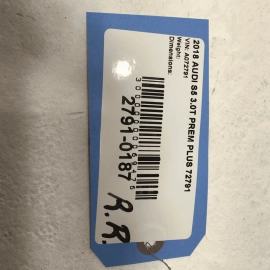 2018 AUDI S5 3.0T PREM PLUS 72791
VIN: A072791
Weight:
Dimensions:
2791-0187
R.R.